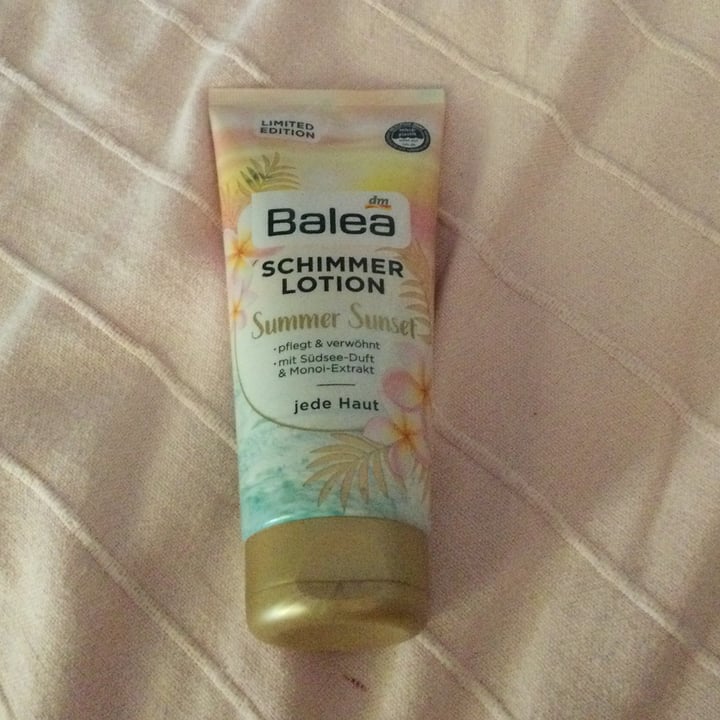 LIMITED
EDITION
dm
Balea
SCHIMMER
LOTION
Summer Sunset
• pflegt & verwöhnt
• mit Südsee-Duft
& Monoi-Extrakt
jede Haut